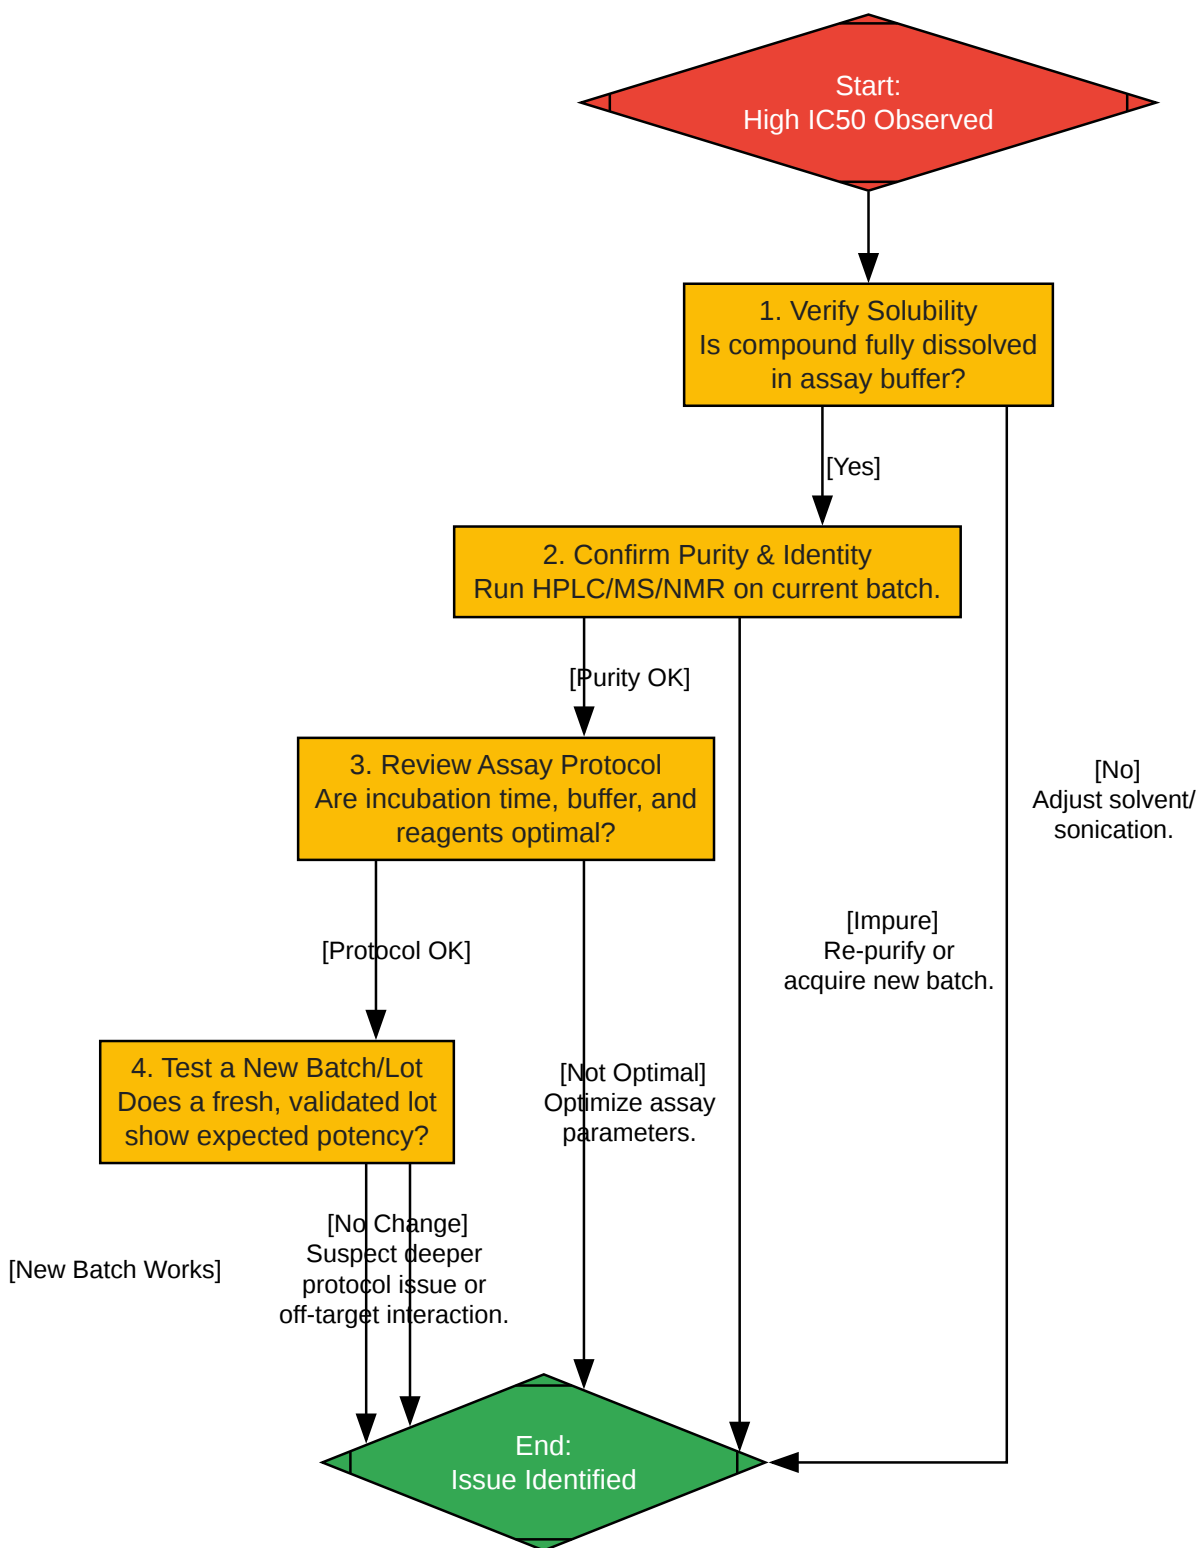 Start:
High IC50 Observed
1. Verify Solubility
Is compound fully dissolved
in assay buffer?
[Yes]
2. Confirm Purity & Identity
Run HPLC/MS/NMR on current batch.
[Purity OK]
3. Review Assay Protocol
Are incubation time, buffer, and
reagents optimal?
[No]
Adjust solvent/
sonication.
[Protocol OK]
[Impure]
Re-purify or
acquire new batch.
4. Test a New Batch/Lot
Does a fresh, validated lot
show expected potency?
[Not Optimal]
Optimize assay
parameters.
[New Batch Works]
[No Change]
Suspect deeper
protocol issue or
off-target interaction.
End:
Issue Identified